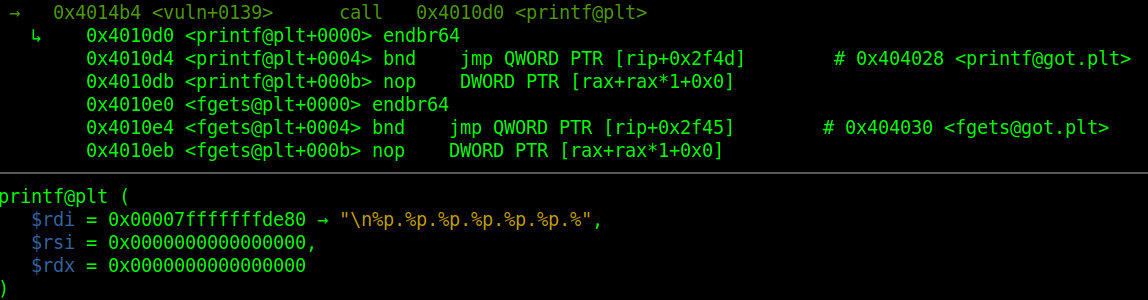 → 0x4014b4 <vuln+0139> call 0x4010d0 <printf@plt>
↳ 0x4010d0 <printf@plt+0000> endbr64
0x4010d4 <printf@plt+0004> bnd jmp QWORD PTR [rip+0x2f4d] # 0x404028 <printf@got.plt>
0x4010db <printf@plt+000b> nop DWORD PTR [rax+rax*1+0x0]
0x4010e0 <fgets@plt+0000> endbr64
0x4010e4 <fgets@plt+0004> bnd jmp QWORD PTR [rip+0x2f45] # 0x404030 <fgets@got.plt>
0x4010eb <fgets@plt+000b> nop DWORD PTR [rax+rax*1+0x0]
printf@plt (
$rdi = 0x00007fffffffde80 → "\n%p.%p.%p.%p.%p.%p.%",
$rsi = 0x0000000000000000,
$rdx = 0x0000000000000000
)